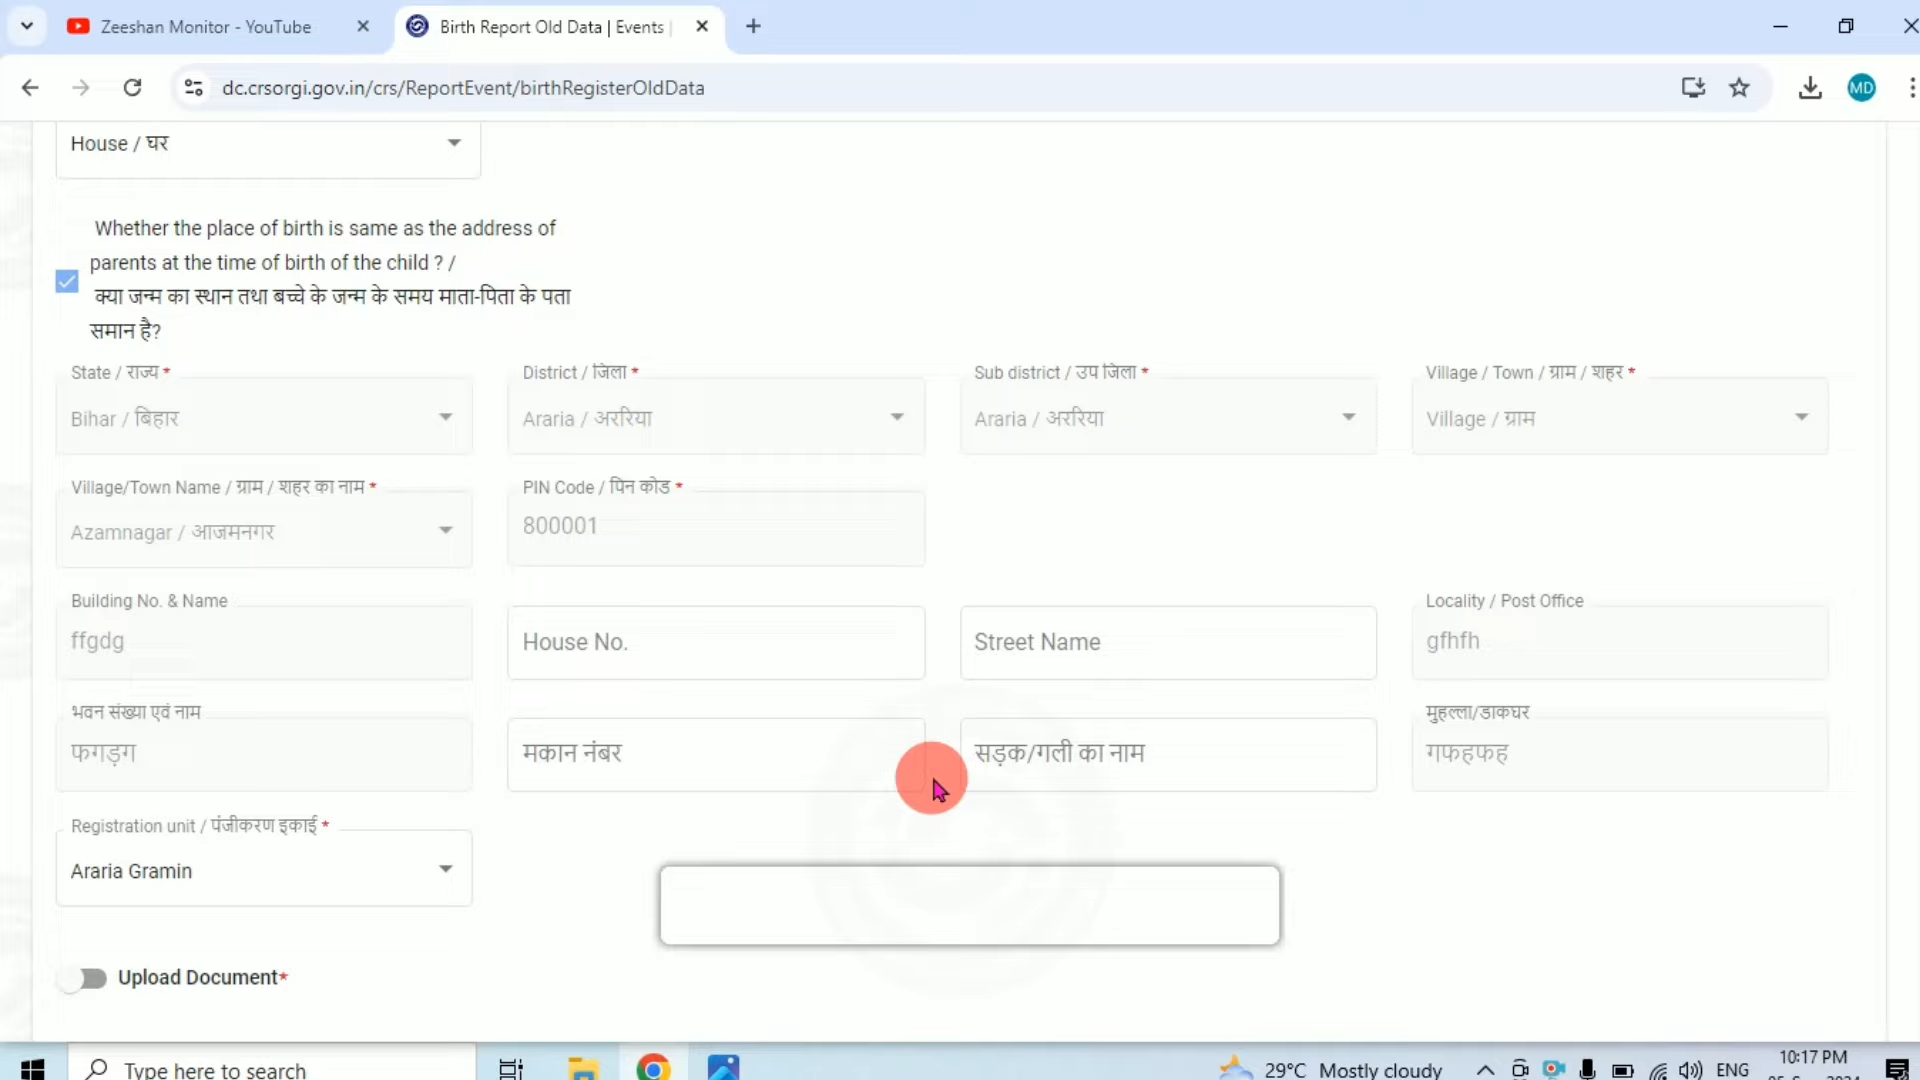 Zeeshan Monitor - YouTube
Birth Report Old Data | Events |
dc.crsorgi.gov.in/crs/ReportEvent/birthRegisterOldData
MD
House / घर
Whether the place of birth is same as the address of
parents at the time of birth of the child ? /
क्या जन्म का स्थान तथा बच्चे के जन्म के समय माता-पिता के पता
समान है?
State / राज्य *
District / जिला *
Sub district / उप जिला *
Village / Town / ग्राम / शहर *
Bihar / बिहार
Araria / अररिया
Araria / अररिया
Village / ग्राम
Village/Town Name / ग्राम / शहर का नाम *
PIN Code / पिन कोड *
Azamnagar / आजमनगर
800001
Building No. & Name
Locality / Post Office
ffgdg
House No.
Street Name
gfhfh
भवन संख्या एवं नाम
मुहल्ला/डाकघर
फगड़ग
मकान नंबर
सड़क/गली का नाम
गफहफह
Registration unit / पंजीकरण इकाई *
Araria Gramin
Upload Document*
Type here to search
29°C Mostly cloudy
ENG
10:17 PM